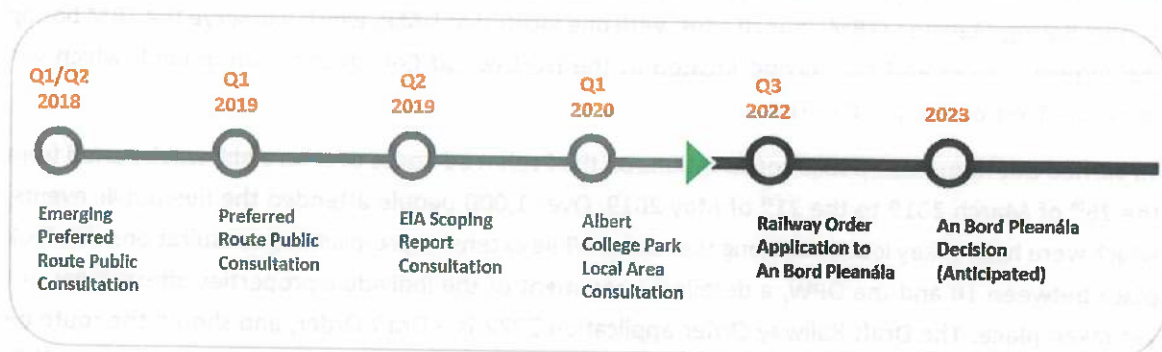 Q1/Q2
2018
Q1
2019
Q2
2019
Q1
2020
Q3
2022
2023
Emerging
Preferred
Route Public
Consultation
Preferred
Route Public
Consultation
EIA Scoping
Report
Consultation
Albert
College Park
Local Area
Consultation
Railway Order
Application to
An Bord Pleanála
An Bord Pleanála
Decision
(Anticipated)